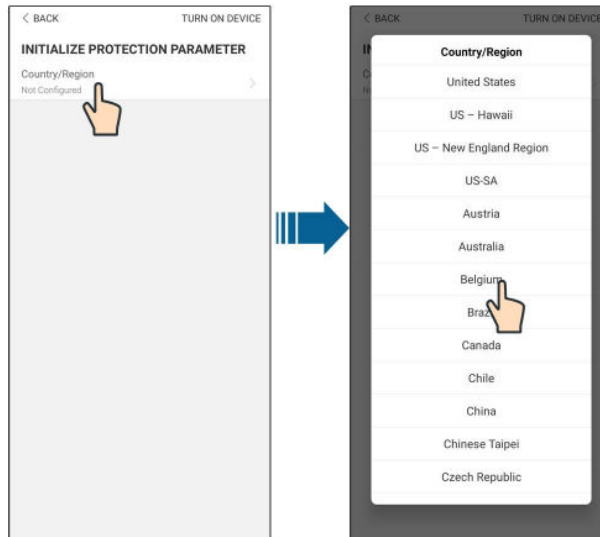 < BACK TURN ON DEVICE
INITIALIZE PROTECTION PARAMETER
Country/Region
Not Configured
< BACK TURN ON DEVICE
Country/Region
United States
US – Hawaii
US – New England Region
US-SA
Austria
Australia
Belgium
Canada
Chile
China
Chinese Taipei
Czech Republic